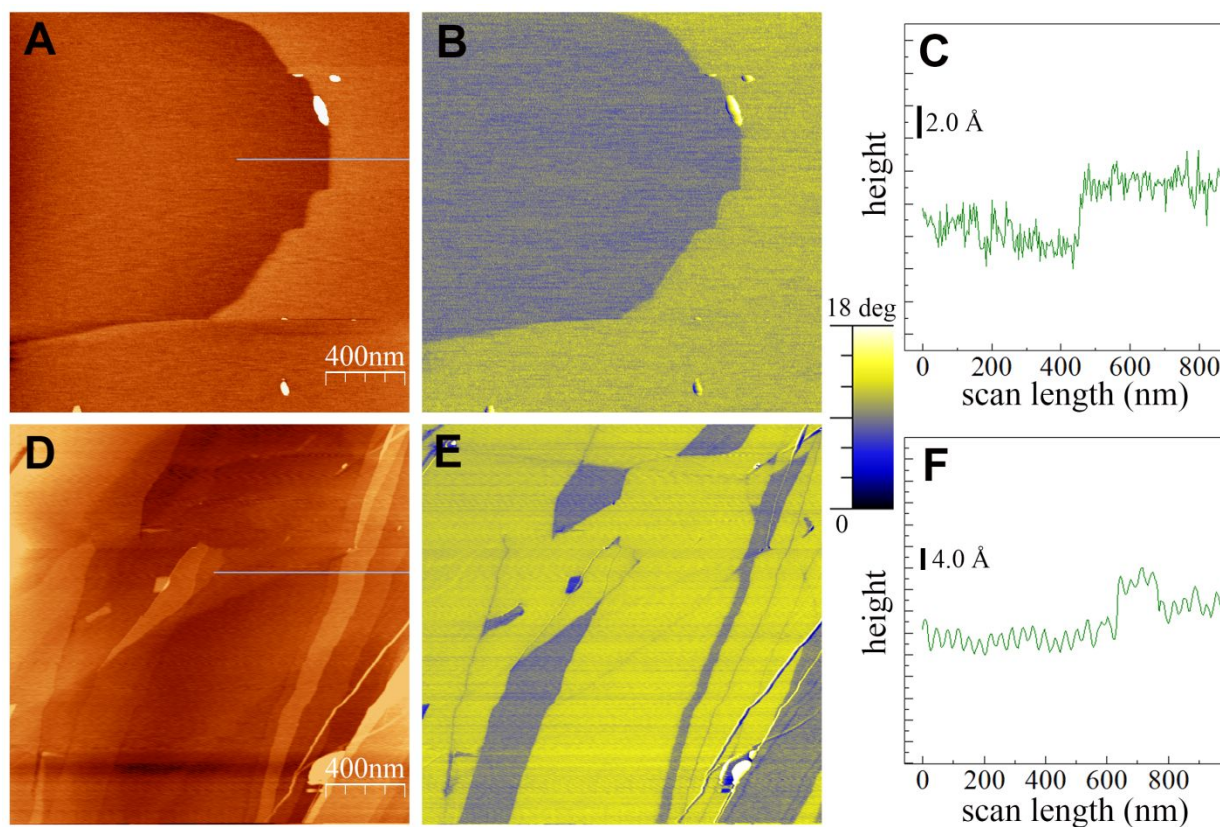 A
B
C
2.0 Å
height
18 deg
400nm
0
0 200 400 600 800
scan length (nm)
D
E
F
4.0 Å
height
400nm
0 200 400 600 800
scan length (nm)